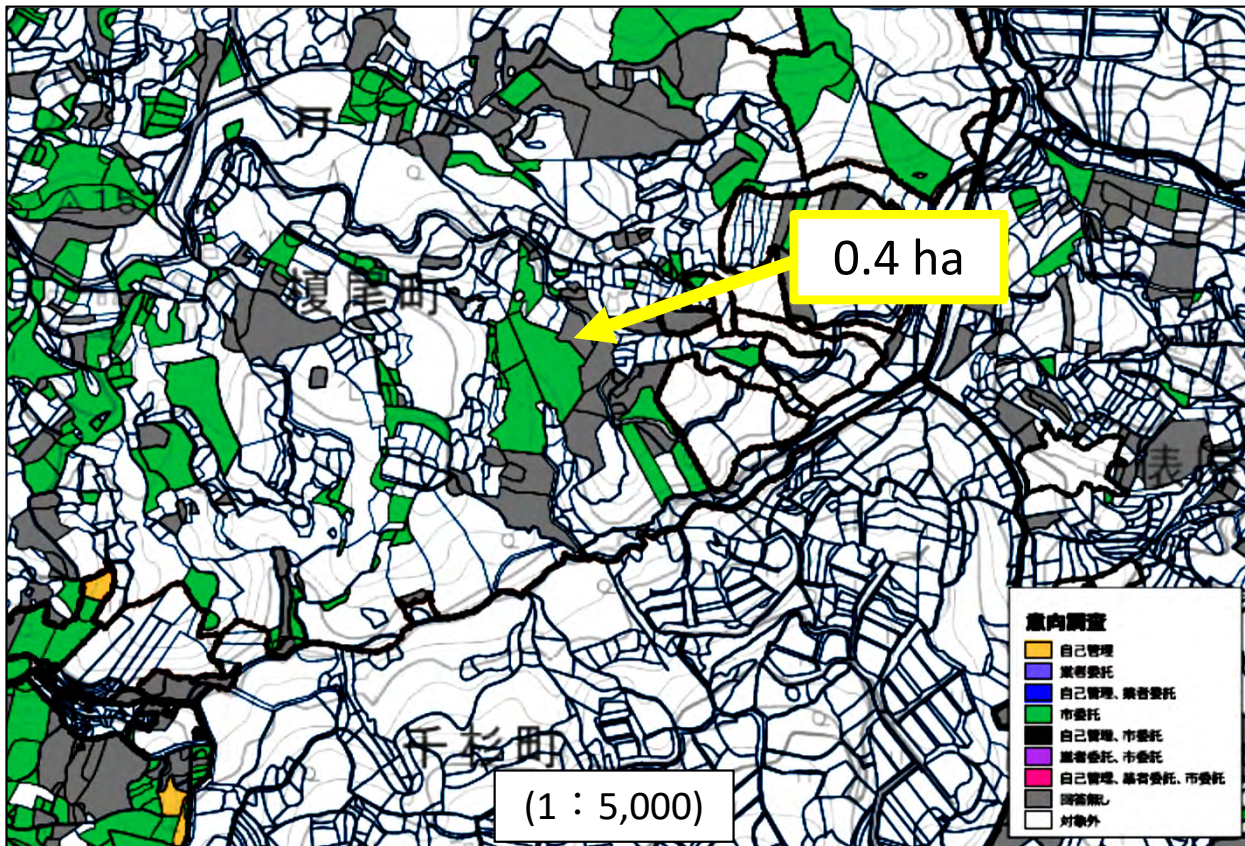 戸
榎尾町
0.4 ha
俵
千杉町
(1：5,000)
意向調査
自己管理
業者委託
自己管理、業者委託
市委託
自己管理、市委託
業者委託、市委託
自己管理、業者委託、市委託
回答無し
対象外